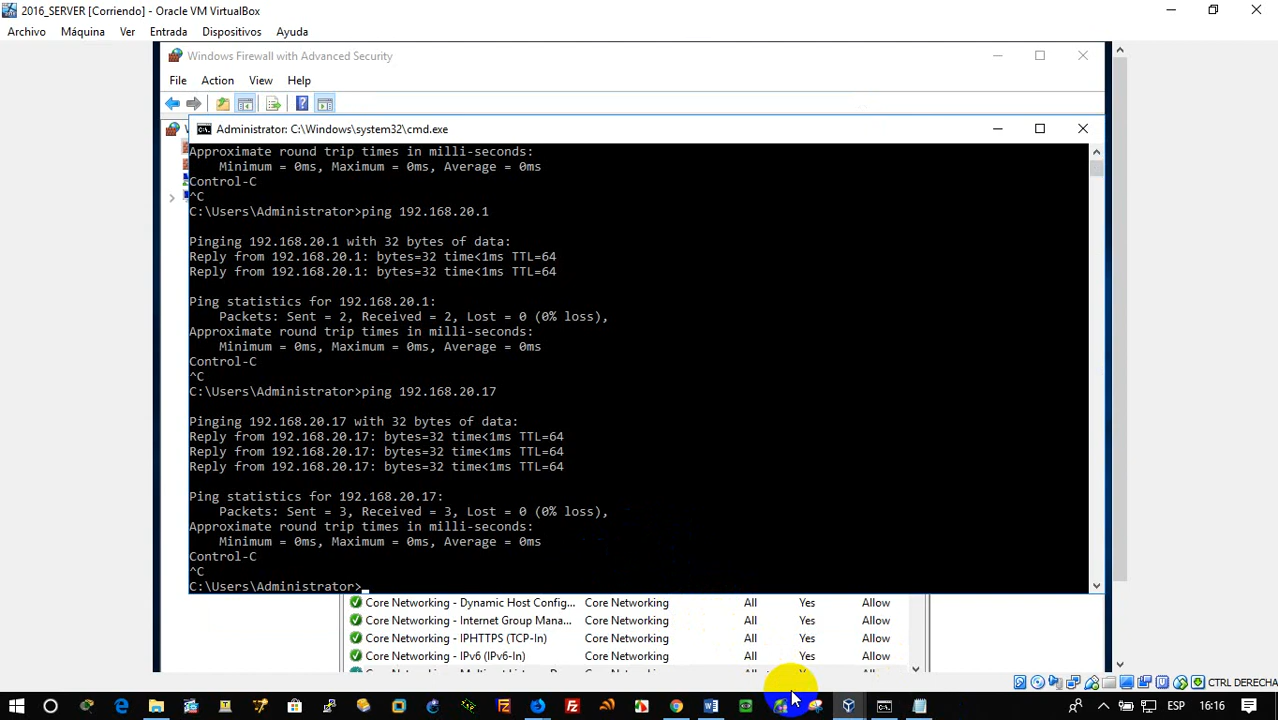 2016_SERVER [Corriendo] - Oracle VM VirtualBox
Archivo Máquina Ver Entrada Dispositivos Ayuda
Windows Firewall with Advanced Security
File Action View Help
Administrator: C:\Windows\system32\cmd.exe
Approximate round trip times in milli-seconds:
Minimum = 0ms, Maximum = 0ms, Average = 0ms
Control-C
^C
C:\Users\Administrator>ping 192.168.20.1
Pinging 192.168.20.1 with 32 bytes of data:
Reply from 192.168.20.1: bytes=32 time<1ms TTL=64
Reply from 192.168.20.1: bytes=32 time<1ms TTL=64
Ping statistics for 192.168.20.1:
Packets: Sent = 2, Received = 2, Lost = 0 (0% loss),
Approximate round trip times in milli-seconds:
Minimum = 0ms, Maximum = 0ms, Average = 0ms
Control-C
^C
C:\Users\Administrator>ping 192.168.20.17
Pinging 192.168.20.17 with 32 bytes of data:
Reply from 192.168.20.17: bytes=32 time<1ms TTL=64
Reply from 192.168.20.17: bytes=32 time<1ms TTL=64
Reply from 192.168.20.17: bytes=32 time<1ms TTL=64
Ping statistics for 192.168.20.17:
Packets: Sent = 3, Received = 3, Lost = 0 (0% loss),
Approximate round trip times in milli-seconds:
Minimum = 0ms, Maximum = 0ms, Average = 0ms
Control-C
^C
C:\Users\Administrator>
Core Networking - Dynamic Host Config... Core Networking All Yes Allow
Core Networking - Internet Group Mana... Core Networking All Yes Allow
Core Networking - IPHTTPS (TCP-In) Core Networking All Yes Allow
Core Networking - IPv6 (IPv6-In) Core Networking All Yes Allow
CTRL DERECHA
ESP 16:16